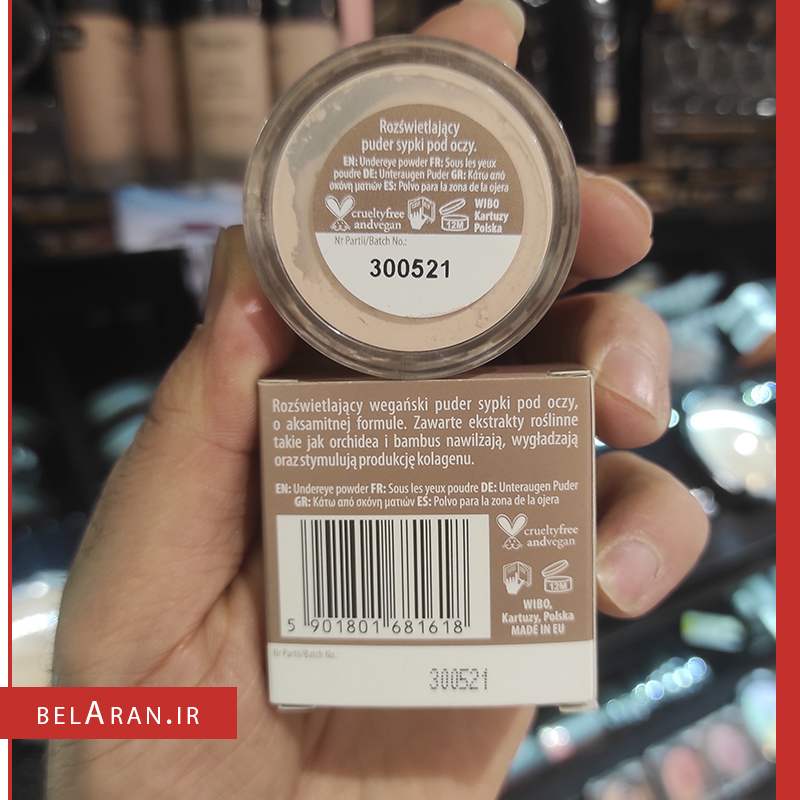 Rozświetlający
puder sypki pod oczy.
EN: Undereye powder FR: Sous les yeux
poudre DE: Unteraugen Puder GR: Κάτω από
σκόνη ματιών ES: Polvo para la zona de la ojera
crueltyfree
andvegan
12M
WIBO
Kartuzy
Polska
Nr Partii/Batch No.:
300521
Rozświetlający wegański puder sypki pod oczy,
o aksamitnej formule. Zawarte ekstrakty roślinne
takie jak orchidea i bambus nawilżają, wygładzają
oraz stymulują produkcję kolagenu.
EN: Undereye powder FR: Sous les yeux poudre DE: Unteraugen Puder
GR: Κάτω από σκόνη ματιών ES: Polvo para la zona de la ojera
crueltyfree
andvegan
12M
WIBO,
Kartuzy, Polska
MADE IN EU
5 901801 681618
Nr Partii/Batch No.:
300521
BELARAN.IR